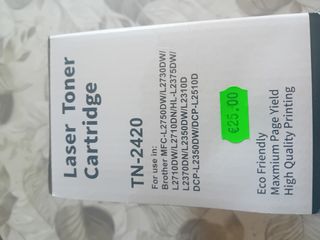 Laser Toner
Cartridge
TN-2420
For use in:
Brother MFC-L2750DW/L2730DW/
L2710DW/L2710DN/HL-L2375DW/
L2370DN/L2350DW/L2310D
DCP-L2350DW/DCP-L2510D
€25.00
Eco Friendly
Maxmium Page Yield
High Quality Printing